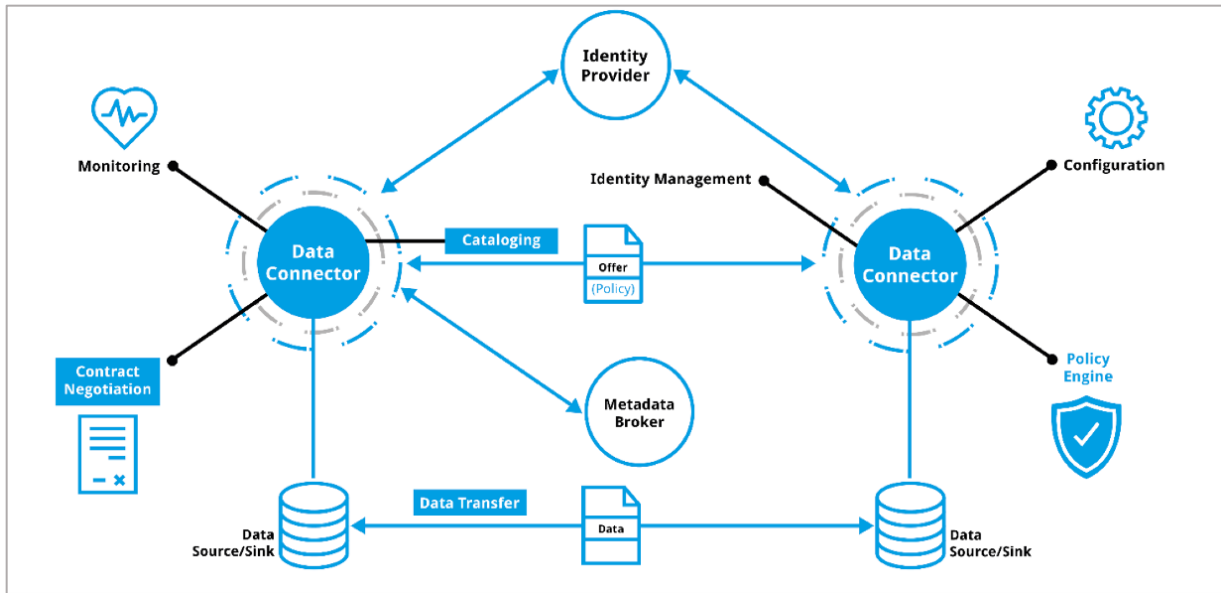 Identity
Provider
Monitoring
Configuration
Identity Management
Data
Connector
Cataloging
Offer
(Policy)
Data
Connector
Contract
Negotiation
Policy
Engine
Metadata
Broker
Data Transfer
Data
Source/Sink
Data
Data
Source/Sink